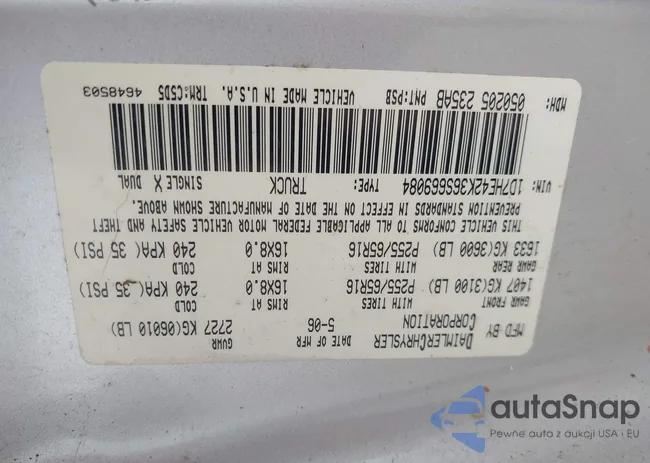 MFD BY DAIMLERCHRYSLER CORPORATION DATE OF MFR 5-06 GVWR 2727 KG(06010 LB)
GAWR FRONT WITH TIRES RIMS AT COLD
1407 KG(3100 LB) P255/65R16 16X8.0 240 KPA(35 PSI)
GAWR REAR WITH TIRES RIMS AT COLD
1633 KG(3600 LB) P255/65R16 16X8.0 240 KPA(35 PSI)
THIS VEHICLE CONFORMS TO ALL APPLICABLE FEDERAL MOTOR VEHICLE SAFETY AND THEFT
PREVENTION STANDARDS IN EFFECT ON THE DATE OF MANUFACTURE SHOWN ABOVE.
VIN: 1D7HE42K36S669084 TYPE: TRUCK SINGLE X DUAL
MDH: 050205 235AB PNT:PSB VEHICLE MADE IN U.S.A. TRM:CSD5 4648503
autaSnap
Pewne auta z aukcji USA i EU